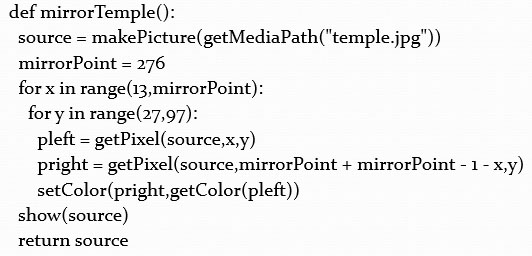 def mirrorTemple():
  source = makePicture(getMediaPath("temple.jpg"))
  mirrorPoint = 276
  for x in range(13,mirrorPoint):
    for y in range(27,97):
      pleft = getPixel(source,x,y)
      pright = getPixel(source,mirrorPoint + mirrorPoint - 1 - x,y)
      setColor(pright,getColor(pleft))
  show(source)
  return source